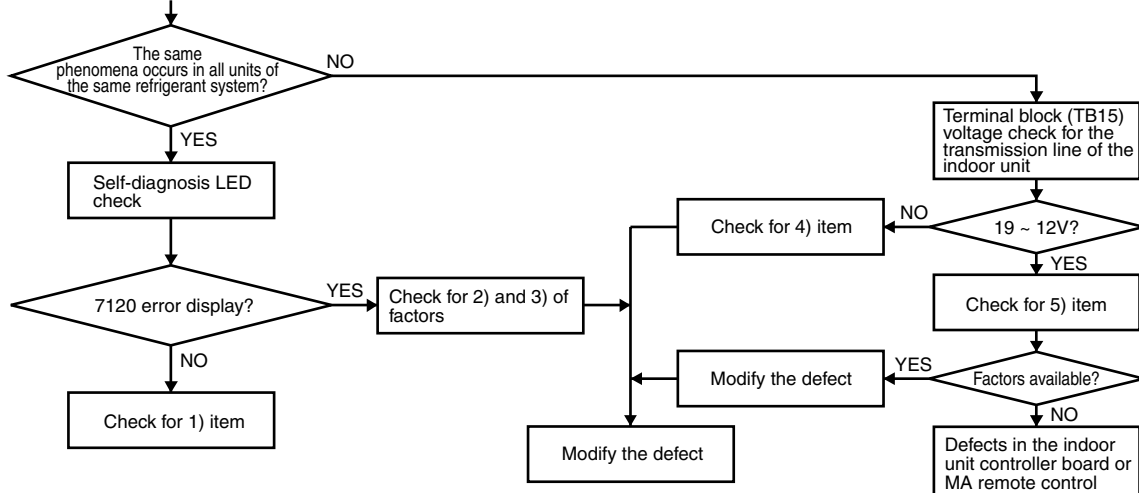 The same
phenomena occurs in all units of
the same refrigerant system?
NO
YES
Terminal block (TB15)
voltage check for the
transmission line of the
indoor unit
Self-diagnosis LED
check
Check for 4) item
NO
19 ~ 12V?
YES
7120 error display?
YES
Check for 2) and 3) of
factors
Check for 5) item
NO
Modify the defect
YES
Factors available?
Check for 1) item
NO
Modify the defect
Defects in the indoor
unit controller board or
MA remote control